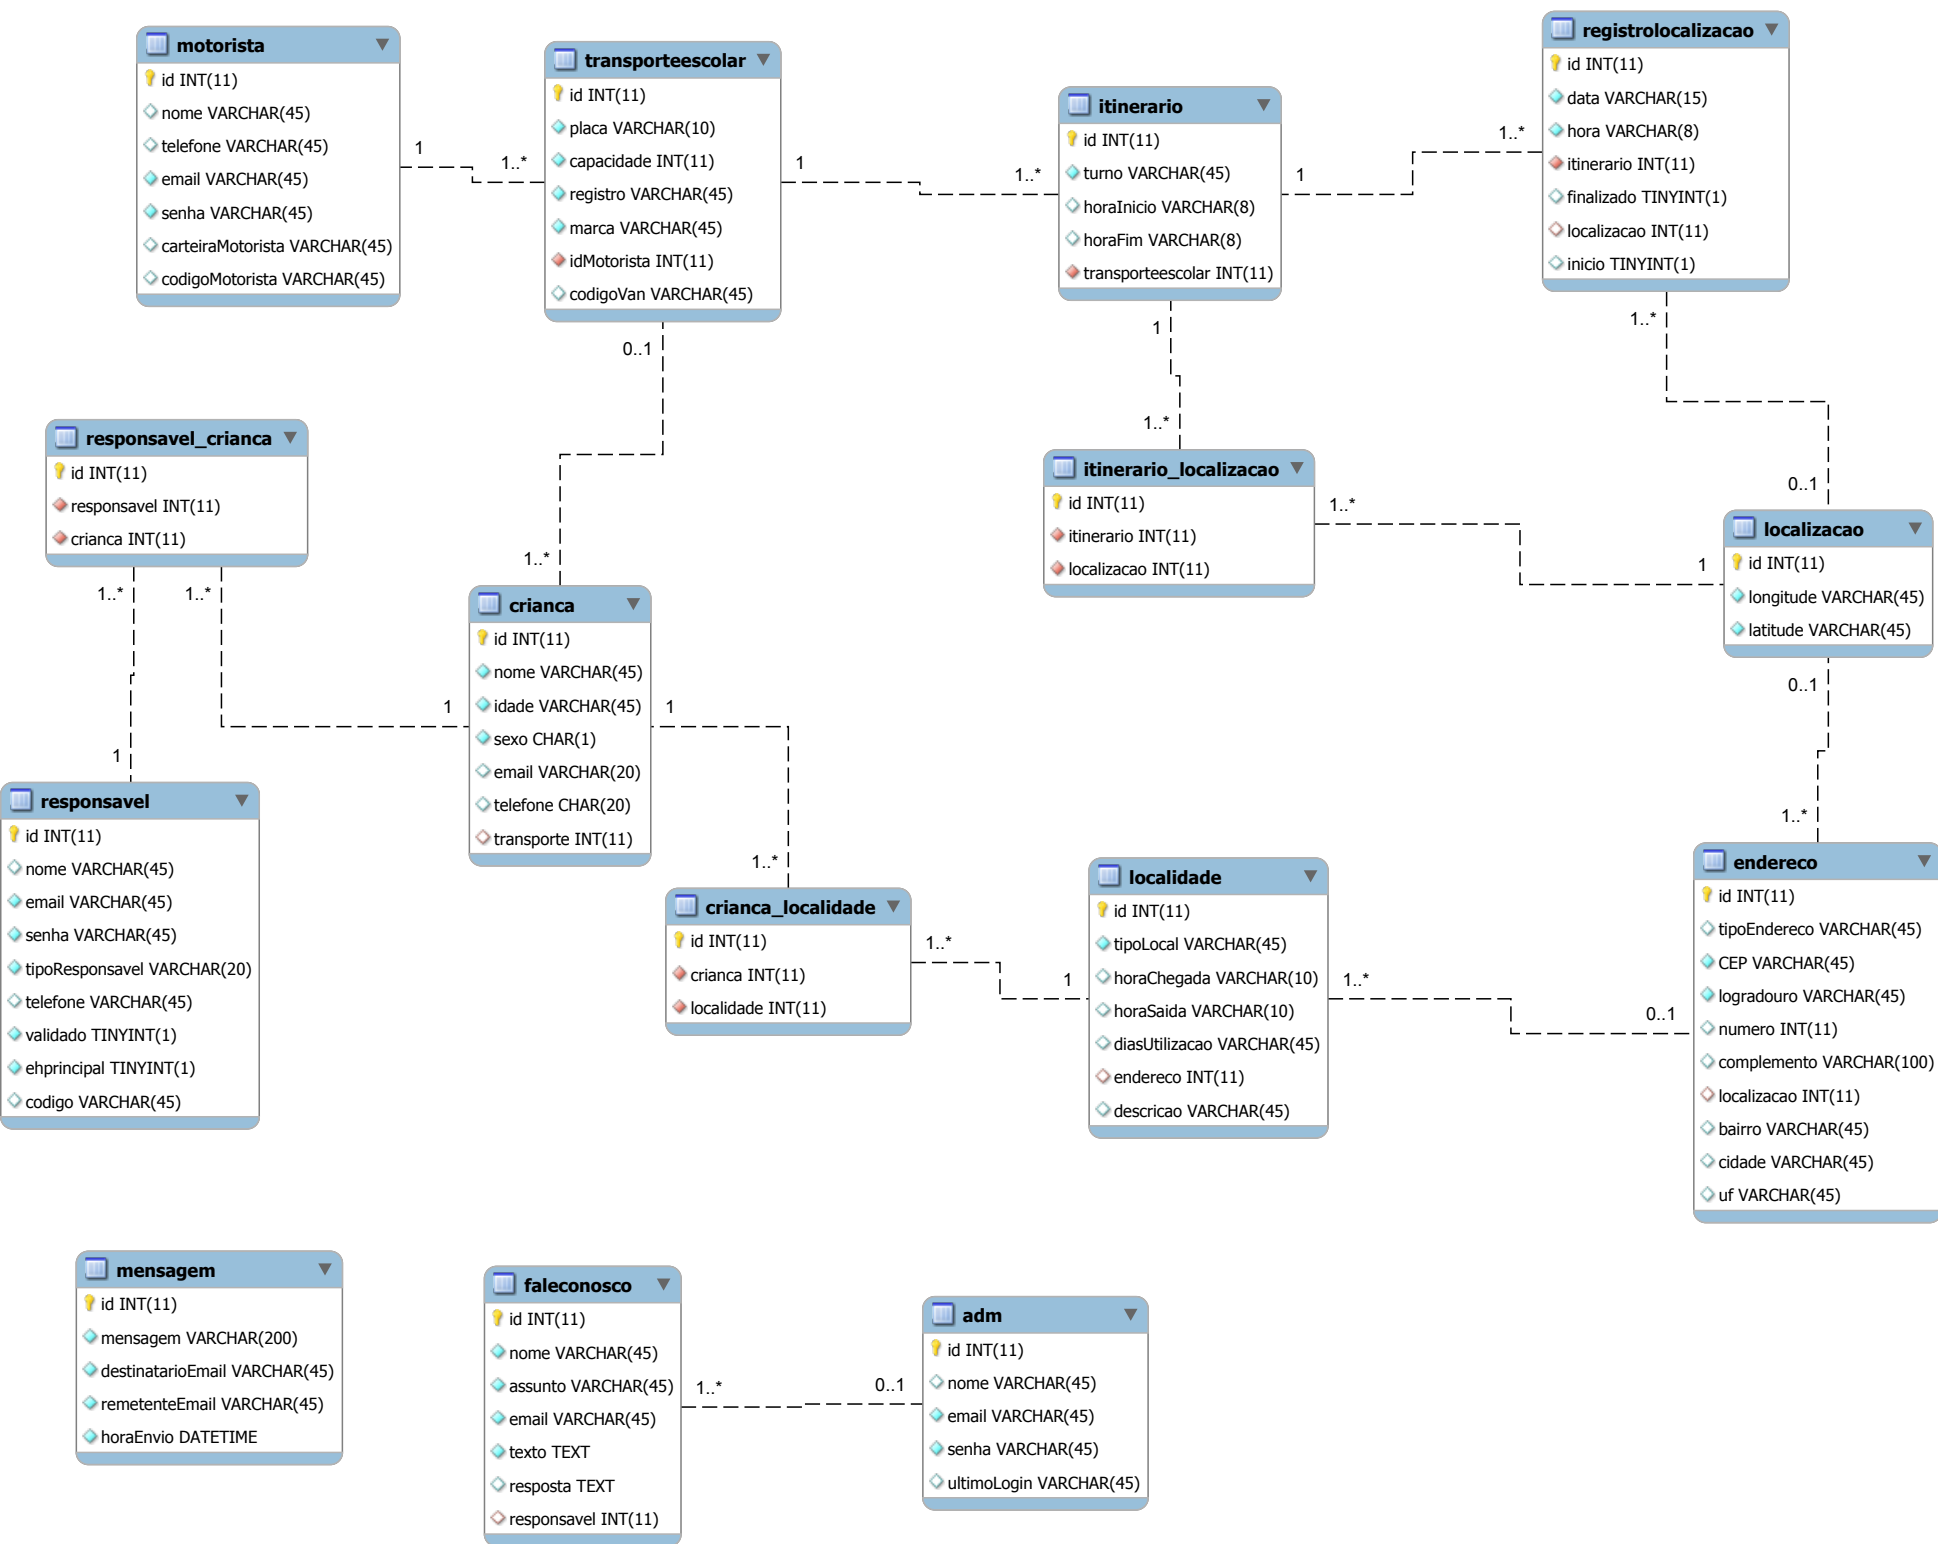 motorista
id INT(11)
nome VARCHAR(45)
telefone VARCHAR(45)
email VARCHAR(45)
senha VARCHAR(45)
carteiraMotorista VARCHAR(45)
codigoMotorista VARCHAR(45)
1
1..*
transporteescolar
id INT(11)
placa VARCHAR(10)
capacidade INT(11)
registro VARCHAR(45)
marca VARCHAR(45)
idMotorista INT(11)
codigoVan VARCHAR(45)
1
1..*
0..1
1..*
itinerario
id INT(11)
turno VARCHAR(45)
horaInicio VARCHAR(8)
horaFim VARCHAR(8)
transporteescolar INT(11)
1
1..*
1
1..*
registrolocalizacao
id INT(11)
data VARCHAR(15)
hora VARCHAR(8)
itinerario INT(11)
finalizado TINYINT(1)
localizacao INT(11)
inicio TINYINT(1)
1..*
0..1
responsavel_crianca
id INT(11)
responsavel INT(11)
crianca INT(11)
1..*
1..*
1
1
crianca
id INT(11)
nome VARCHAR(45)
idade VARCHAR(45)
sexo CHAR(1)
email VARCHAR(20)
telefone CHAR(20)
transporte INT(11)
1
1..*
itinerario_localizacao
id INT(11)
itinerario INT(11)
localizacao INT(11)
1..*
1
localizacao
id INT(11)
longitude VARCHAR(45)
latitude VARCHAR(45)
0..1
1..*
responsavel
id INT(11)
nome VARCHAR(45)
email VARCHAR(45)
senha VARCHAR(45)
tipoResponsavel VARCHAR(20)
telefone VARCHAR(45)
validado TINYINT(1)
ehprincipal TINYINT(1)
codigo VARCHAR(45)
crianca_localidade
id INT(11)
crianca INT(11)
localidade INT(11)
1..*
1
localidade
id INT(11)
tipoLocal VARCHAR(45)
horaChegada VARCHAR(10)
horaSaida VARCHAR(10)
diasUtilizacao VARCHAR(45)
endereco INT(11)
descricao VARCHAR(45)
1..*
0..1
endereco
id INT(11)
tipoEndereco VARCHAR(45)
CEP VARCHAR(45)
logradouro VARCHAR(45)
numero INT(11)
complemento VARCHAR(100)
localizacao INT(11)
bairro VARCHAR(45)
cidade VARCHAR(45)
uf VARCHAR(45)
mensagem
id INT(11)
mensagem VARCHAR(200)
destinatarioEmail VARCHAR(45)
remetenteEmail VARCHAR(45)
horaEnvio DATETIME
faleconosco
id INT(11)
nome VARCHAR(45)
assunto VARCHAR(45)
email VARCHAR(45)
texto TEXT
resposta TEXT
responsavel INT(11)
1..*
0..1
adm
id INT(11)
nome VARCHAR(45)
email VARCHAR(45)
senha VARCHAR(45)
ultimoLogin VARCHAR(45)